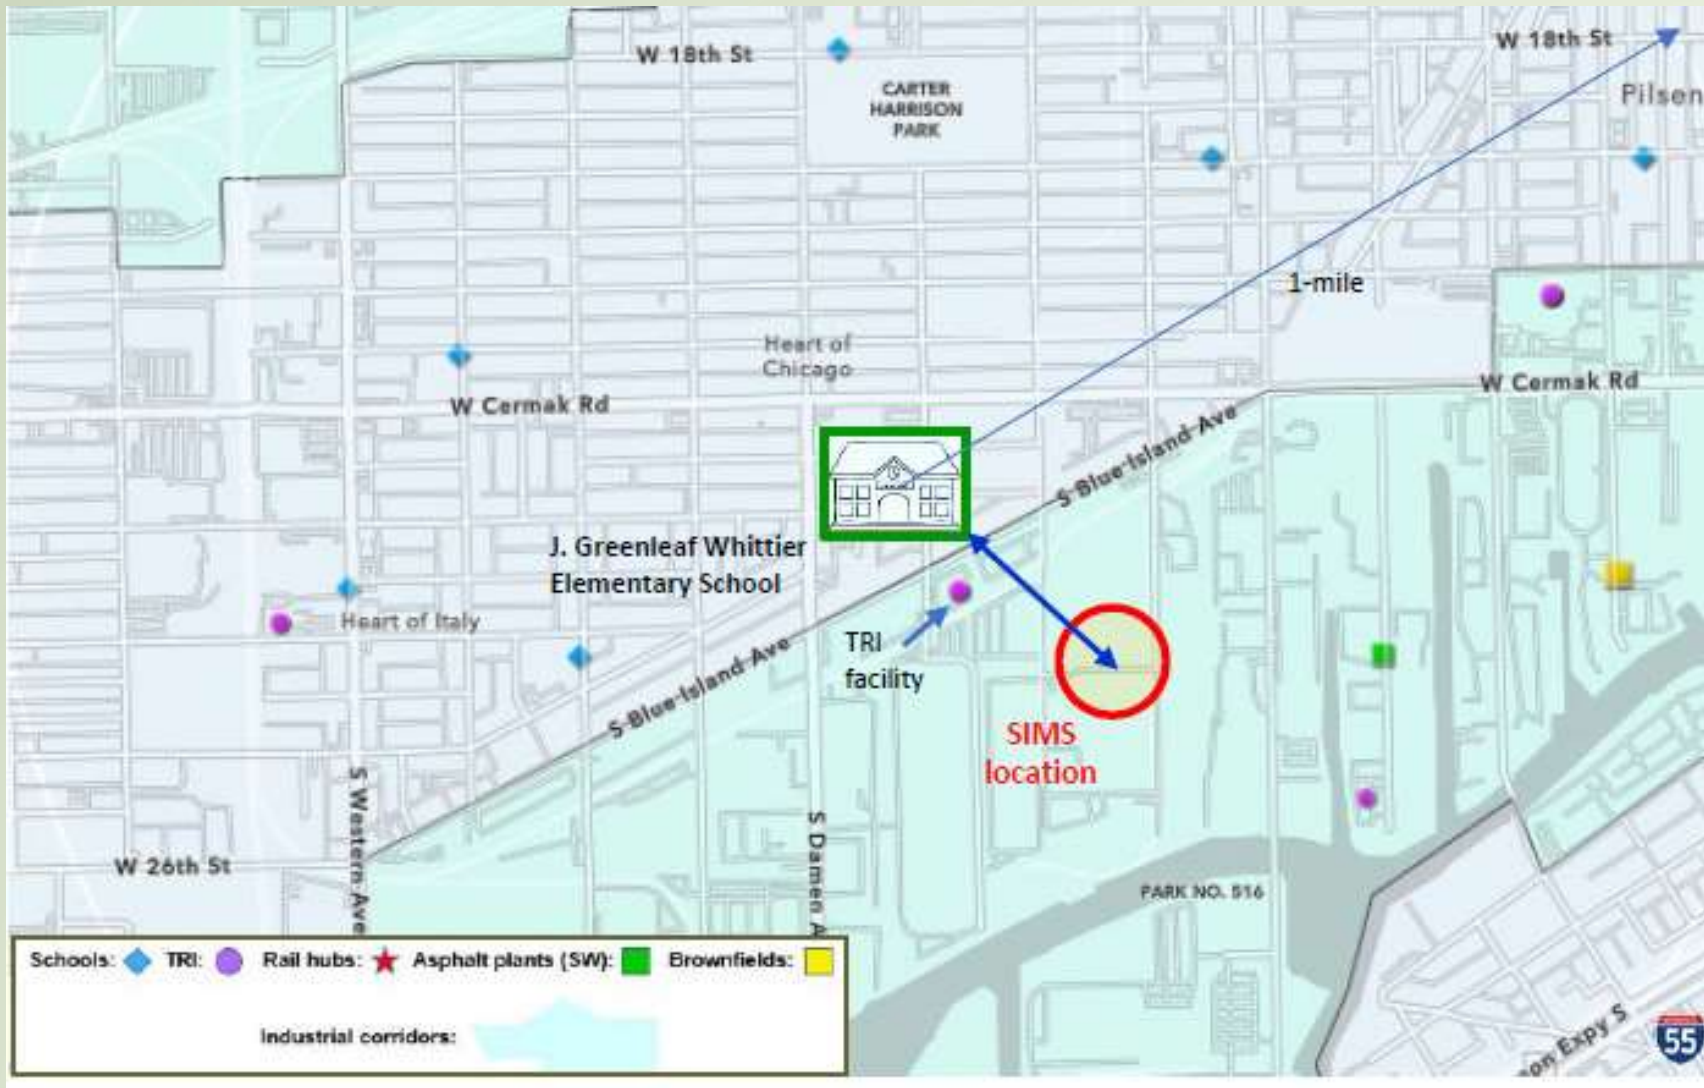 W 18th St
W 18th St
CARTER
HARRISON
PARK
Pilsen
1-mile
Heart of
Chicago
W Cermak Rd
W Cermak Rd
S Blue Island Ave
J. Greenleaf Whittier
Elementary School
Heart of Italy
TRI
facility
S Blue Island Ave
SIMS
location
S Western Ave
S Damen A
W 26th St
PARK NO. 516
Schools: TRI: Rail hubs: Asphalt plants (SW): Brownfields:
Industrial corridors:
on Expy S
55